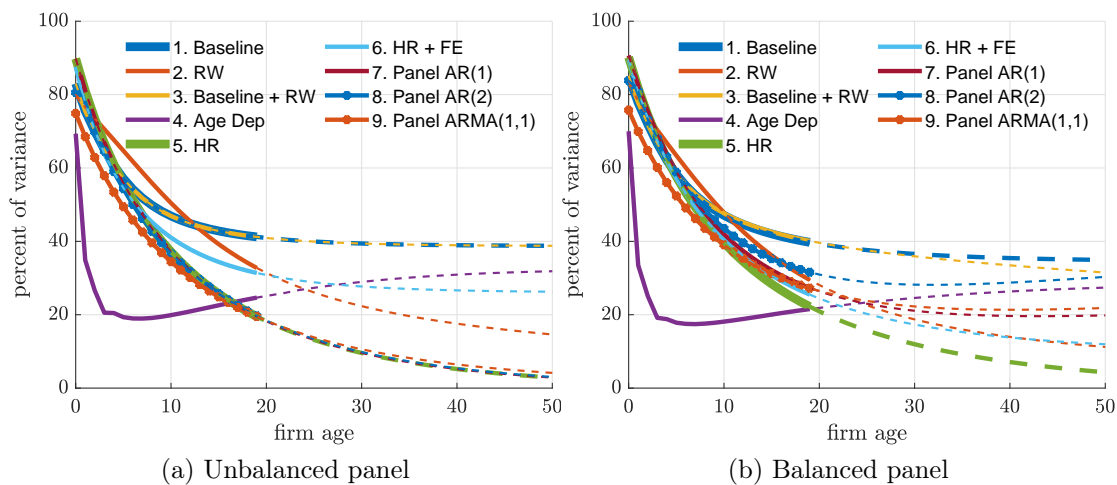 100
80
60
40
20
0
percent of variance
1. Baseline
2. RW
3. Baseline + RW
4. Age Dep
5. HR
6. HR + FE
7. Panel AR(1)
8. Panel AR(2)
9. Panel ARMA(1,1)
0 10 20 30 40 50
firm age
(a) Unbalanced panel
100
80
60
40
20
0
percent of variance
1. Baseline
2. RW
3. Baseline + RW
4. Age Dep
5. HR
6. HR + FE
7. Panel AR(1)
8. Panel AR(2)
9. Panel ARMA(1,1)
0 10 20 30 40 50
firm age
(b) Balanced panel